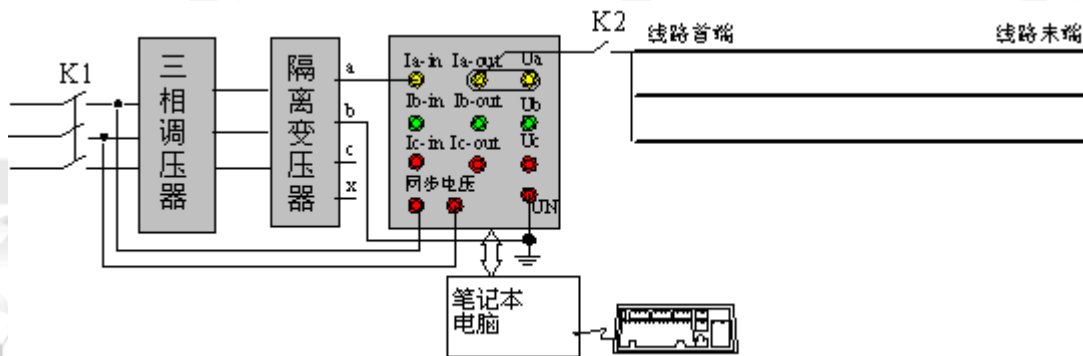 K2
线路首端
线路末端
K1
三相调压器
隔离变压器
a
b
c
x
Ia-in Ia-out Ua
Ib-in Ib-out Ub
Ic-in Ic-out Uc
同步电压
UN
笔记本
电脑